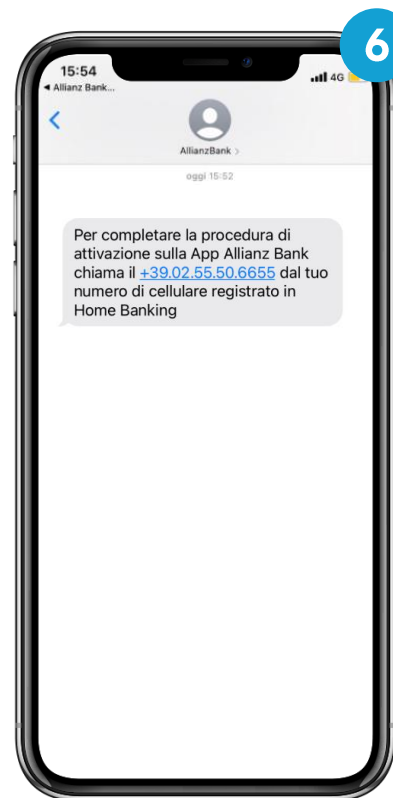 6
15:54
4G
◀ Allianz Bank...
AllianzBank >
oggi 15:52
Per completare la procedura di
attivazione sulla App Allianz Bank
chiama il +39.02.55.50.6655 dal tuo
numero di cellulare registrato in
Home Banking